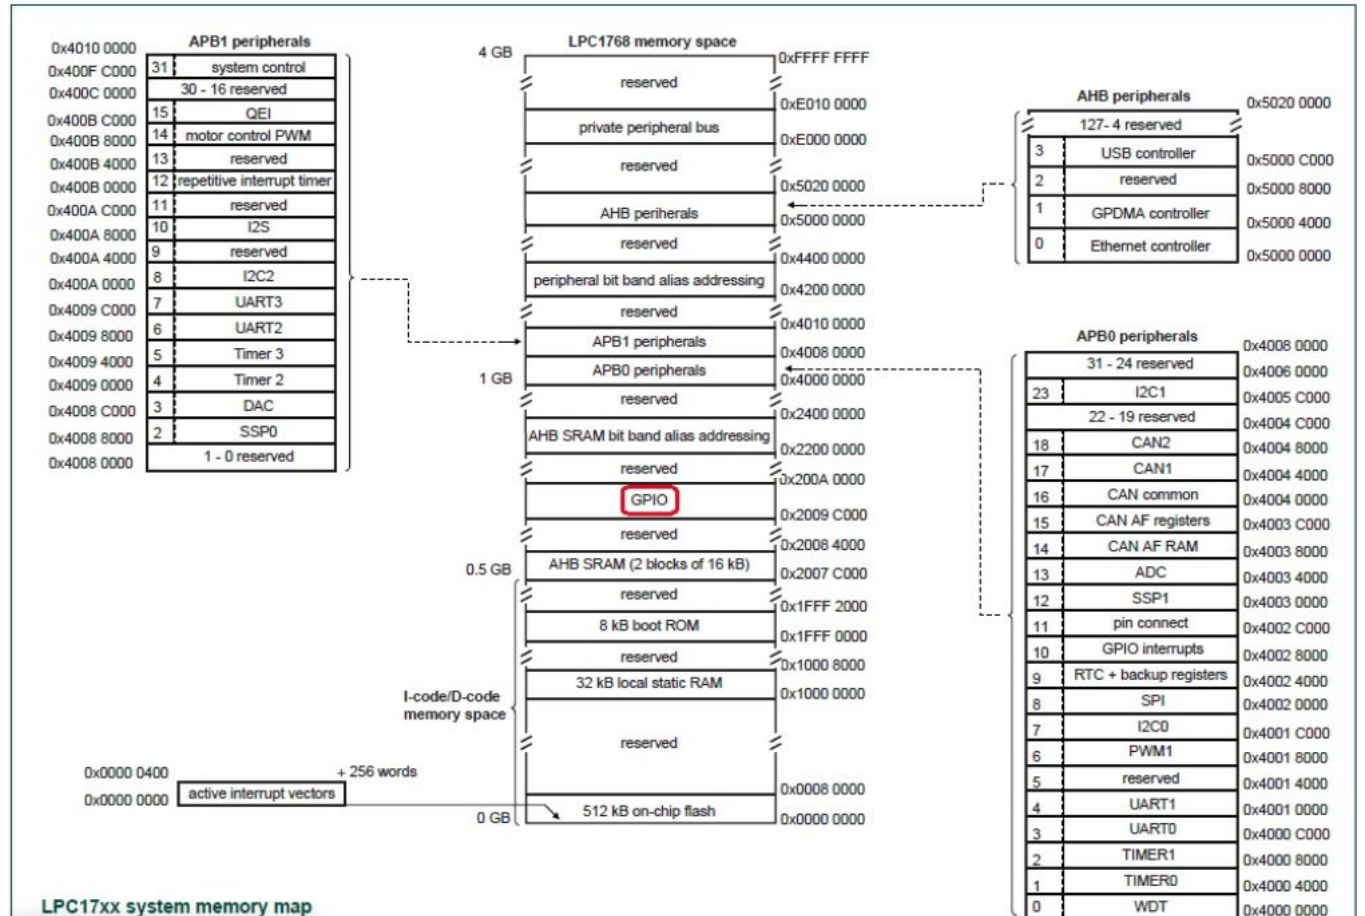 APB1 peripherals
0x4010 0000
31 system control
0x400F C000
30 - 16 reserved
0x400C 0000
15 QEI
0x400B C000
14 motor control PWM
0x400B 8000
13 reserved
0x400B 4000
12 repetitive interrupt timer
0x400B 0000
11 reserved
0x400A C000
10 I2S
0x400A 8000
9 reserved
0x400A 4000
8 I2C2
0x400A 0000
7 UART3
0x4009 C000
6 UART2
0x4009 8000
5 Timer 3
0x4009 4000
4 Timer 2
0x4009 0000
3 DAC
0x4008 C000
2 SSP0
0x4008 8000
1 - 0 reserved
0x4008 0000
LPC1768 memory space
4 GB
0xFFFF FFFF
reserved
0xE010 0000
private peripheral bus
0xE000 0000
reserved
0x5020 0000
AHB periherals
0x5000 0000
reserved
0x4400 0000
peripheral bit band alias addressing
0x4200 0000
reserved
0x4010 0000
APB1 peripherals
0x4008 0000
APB0 peripherals
1 GB
0x4000 0000
reserved
0x2400 0000
AHB SRAM bit band alias addressing
0x2200 0000
reserved
0x200A 0000
GPIO
0x2009 C000
reserved
0x2008 4000
AHB SRAM (2 blocks of 16 kB)
0.5 GB
0x2007 C000
reserved
0x1FFF 2000
8 kB boot ROM
0x1FFF 0000
reserved
0x1000 8000
32 kB local static RAM
0x1000 0000
I-code/D-code
memory space
reserved
0x0008 0000
512 kB on-chip flash
0 GB
0x0000 0000
0x0000 0400
+ 256 words
active interrupt vectors
0x0000 0000
AHB peripherals
0x5020 0000
127- 4 reserved
3 USB controller
0x5000 C000
2 reserved
0x5000 8000
1 GPDMA controller
0x5000 4000
0 Ethernet controller
0x5000 0000
APB0 peripherals
0x4008 0000
31 - 24 reserved
0x4006 0000
23 I2C1
0x4005 C000
22 - 19 reserved
0x4004 C000
18 CAN2
0x4004 8000
17 CAN1
0x4004 4000
16 CAN common
0x4004 0000
15 CAN AF registers
0x4003 C000
14 CAN AF RAM
0x4003 8000
13 ADC
0x4003 4000
12 SSP1
0x4003 0000
11 pin connect
0x4002 C000
10 GPIO interrupts
0x4002 8000
9 RTC + backup registers
0x4002 4000
8 SPI
0x4002 0000
7 I2C0
0x4001 C000
6 PWM1
0x4001 8000
5 reserved
0x4001 4000
4 UART1
0x4001 0000
3 UART0
0x4000 C000
2 TIMER1
0x4000 8000
1 TIMER0
0x4000 4000
0 WDT
0x4000 0000
LPC17xx system memory map